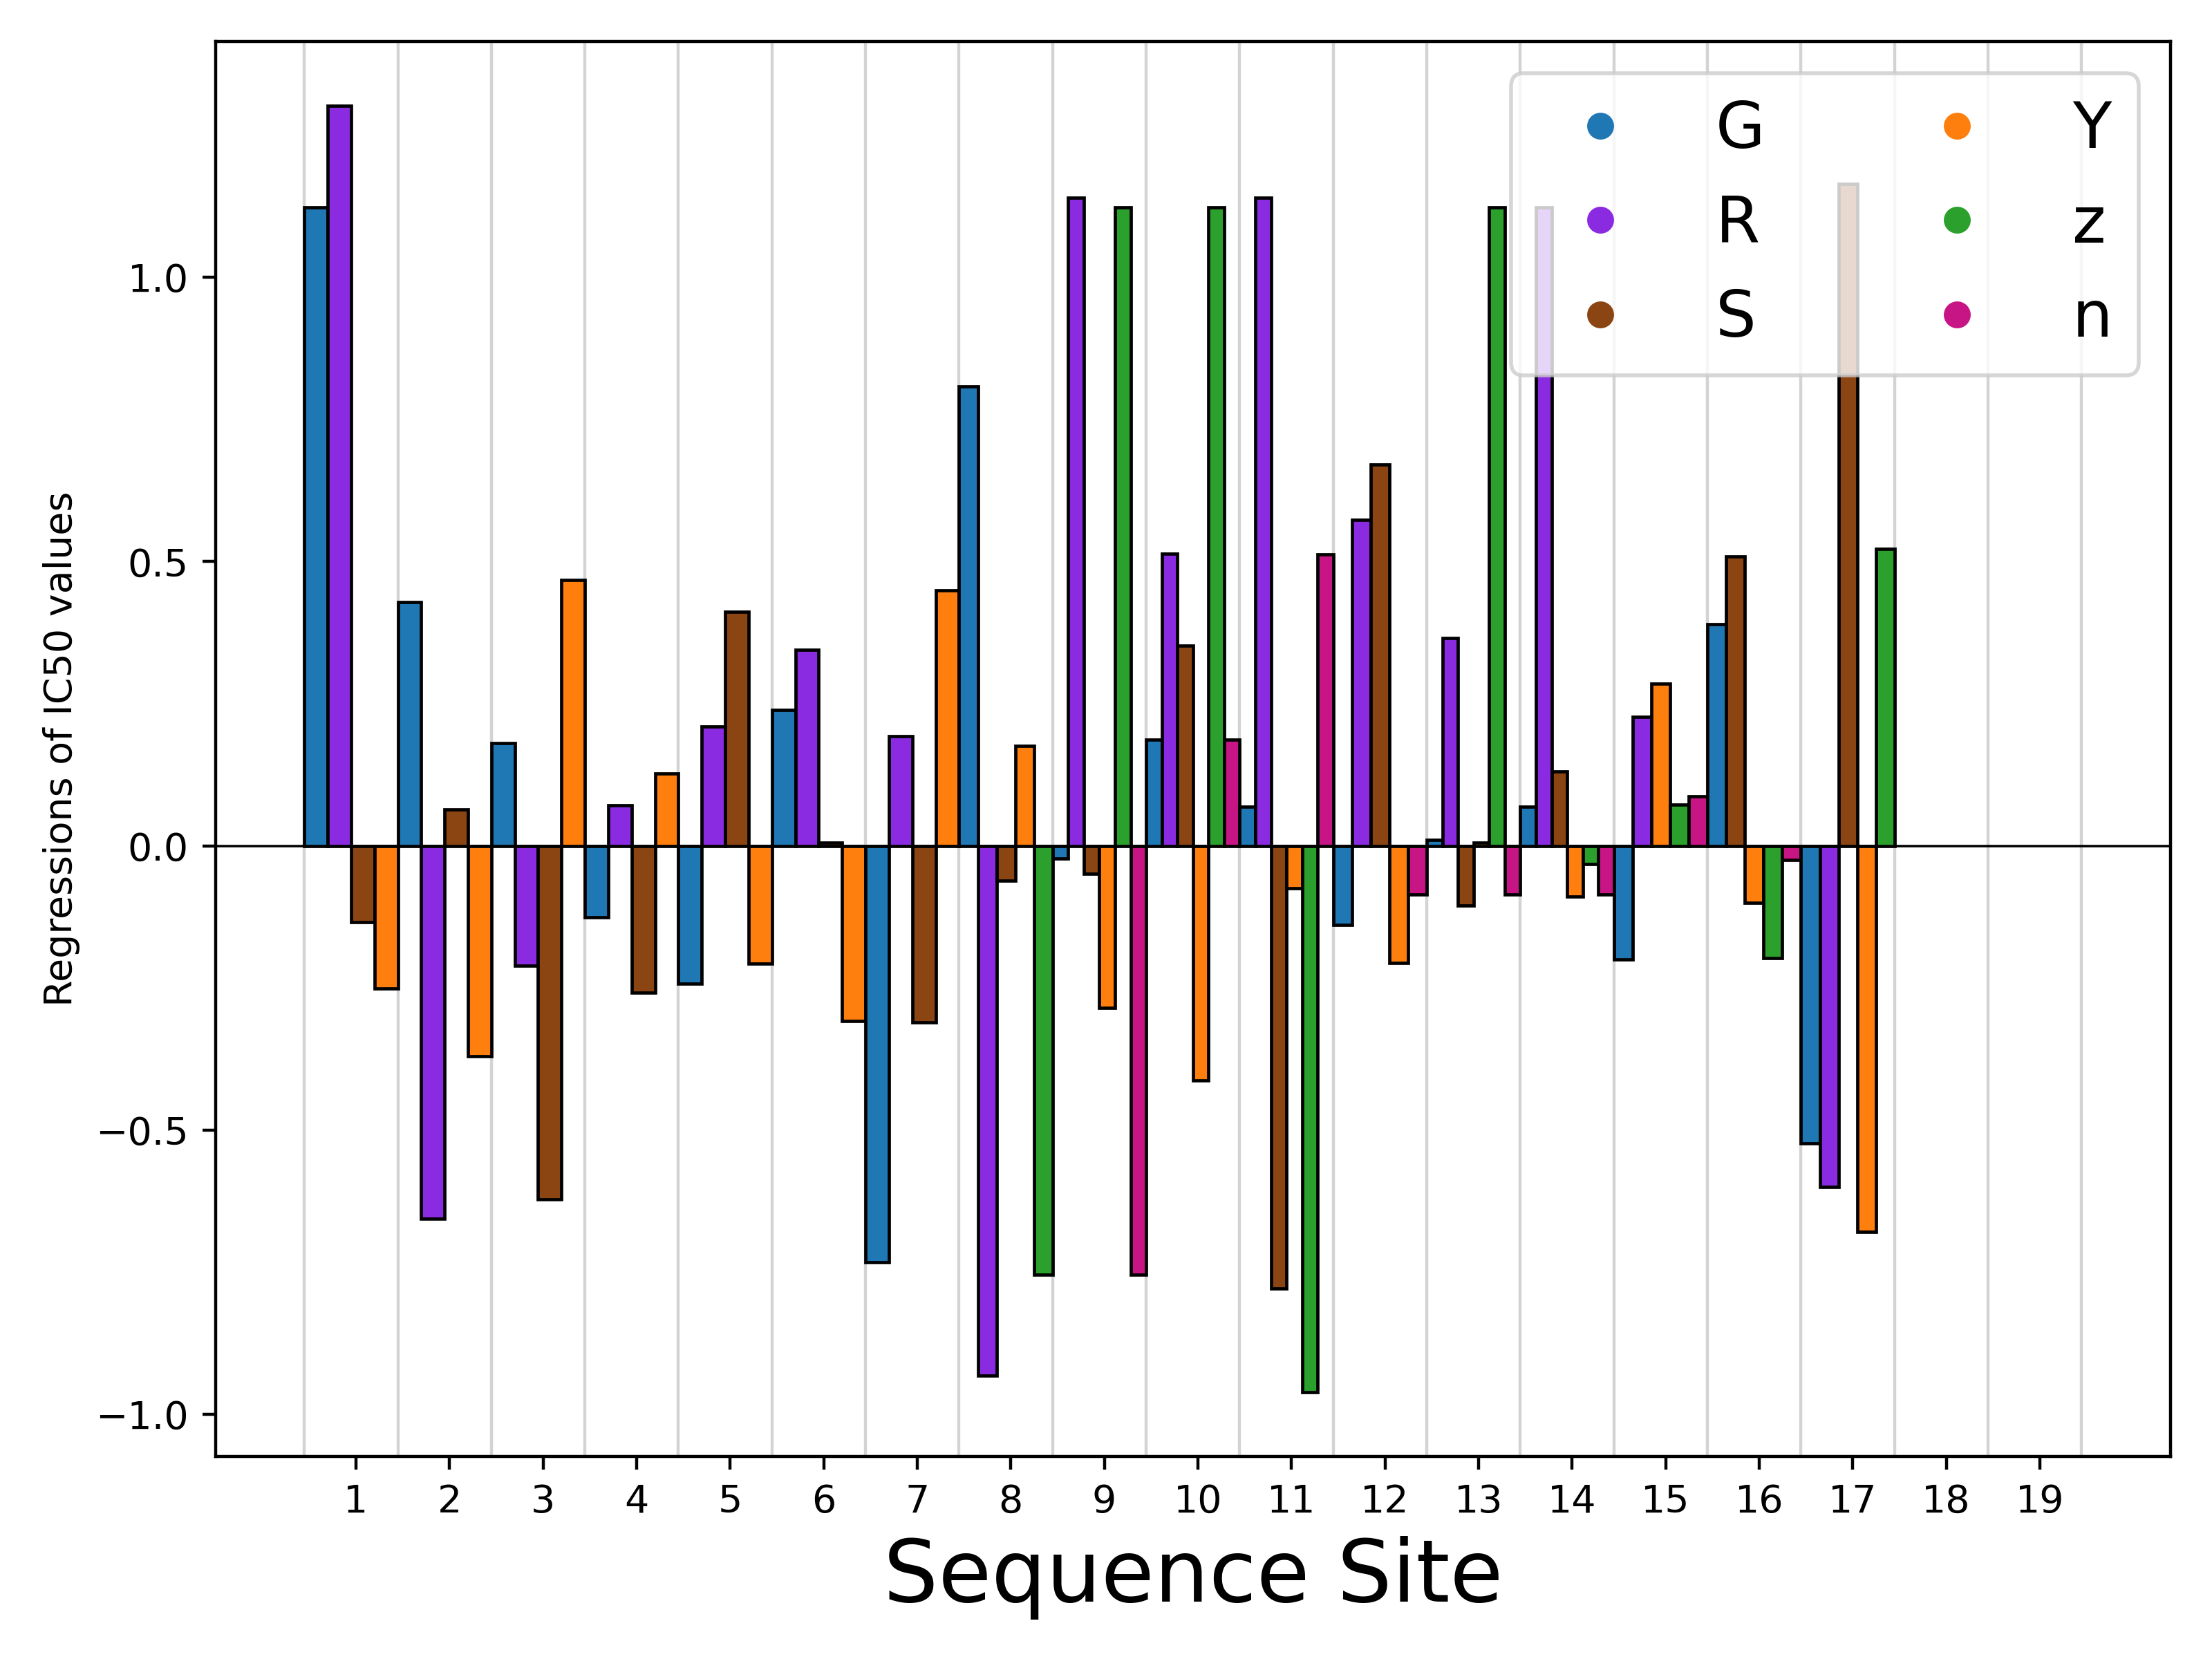 G Y
R z
S n
1.0
0.5
0.0
−0.5
−1.0
Regressions of IC50 values
1 2 3 4 5 6 7 8 9 10 11 12 13 14 15 16 17 18 19
Sequence Site